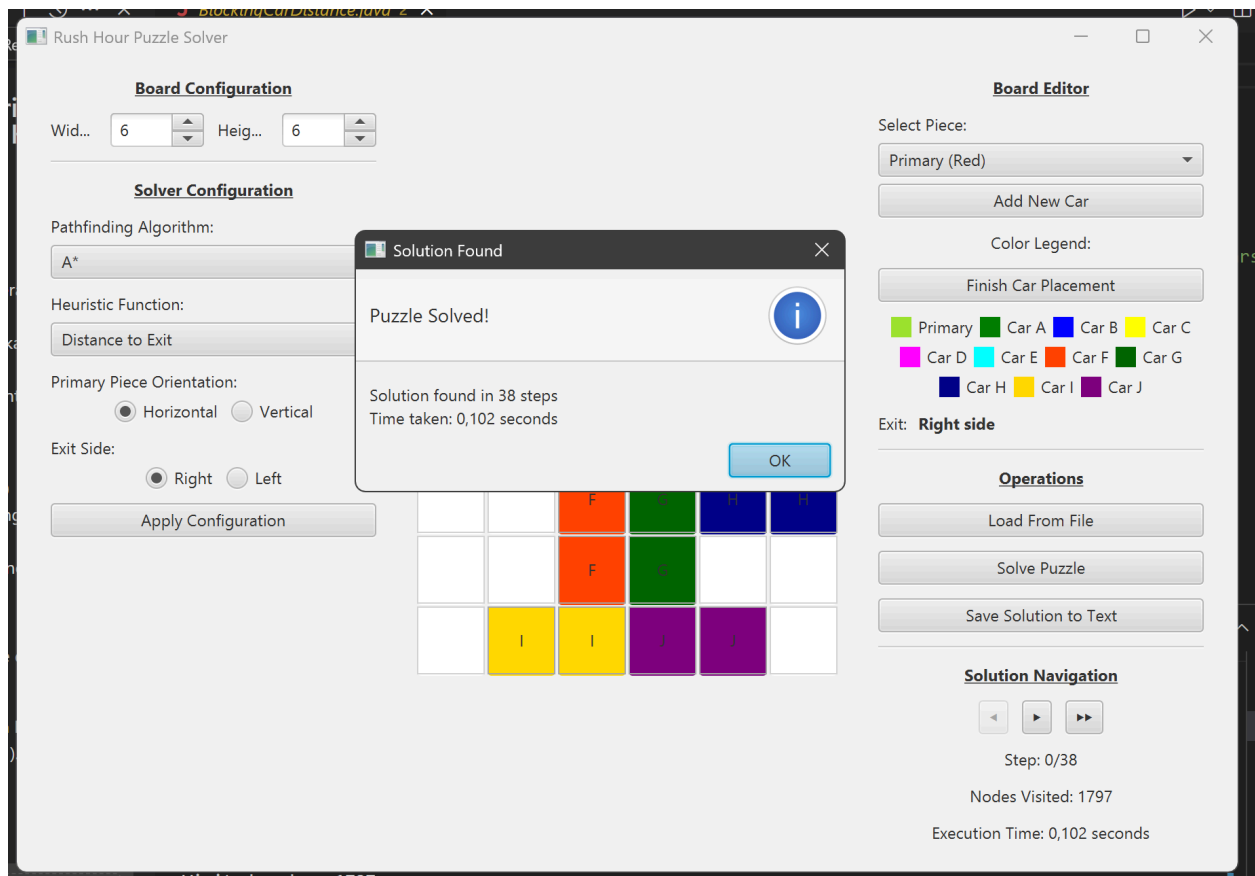 BlockingCarDistance.java 2
Rush Hour Puzzle Solver
Board Configuration
Wid... 6 Heig... 6
Solver Configuration
Pathfinding Algorithm:
A*
Heuristic Function:
Distance to Exit
Primary Piece Orientation:
Horizontal Vertical
Exit Side:
Right Left
Apply Configuration
Solution Found
Puzzle Solved!
Solution found in 38 steps
Time taken: 0,102 seconds
OK
F G H H
F G
I I J J
Board Editor
Select Piece:
Primary (Red)
Add New Car
Color Legend:
Finish Car Placement
Primary Car A Car B Car C
Car D Car E Car F Car G
Car H Car I Car J
Exit: Right side
Operations
Load From File
Solve Puzzle
Save Solution to Text
Solution Navigation
Step: 0/38
Nodes Visited: 1797
Execution Time: 0,102 seconds